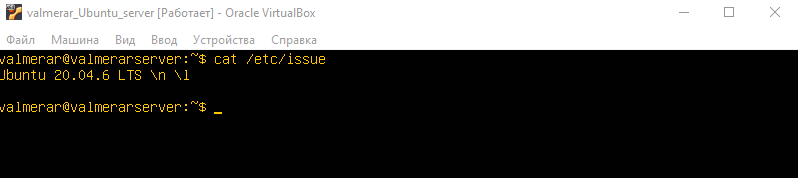 valmerar_Ubuntu_server [Работает] - Oracle VirtualBox
Файл Машина Вид Ввод Устройства Справка
valmerar@valmerarserver:~$ cat /etc/issue
Ubuntu 20.04.6 LTS \n \l
valmerar@valmerarserver:~$ _